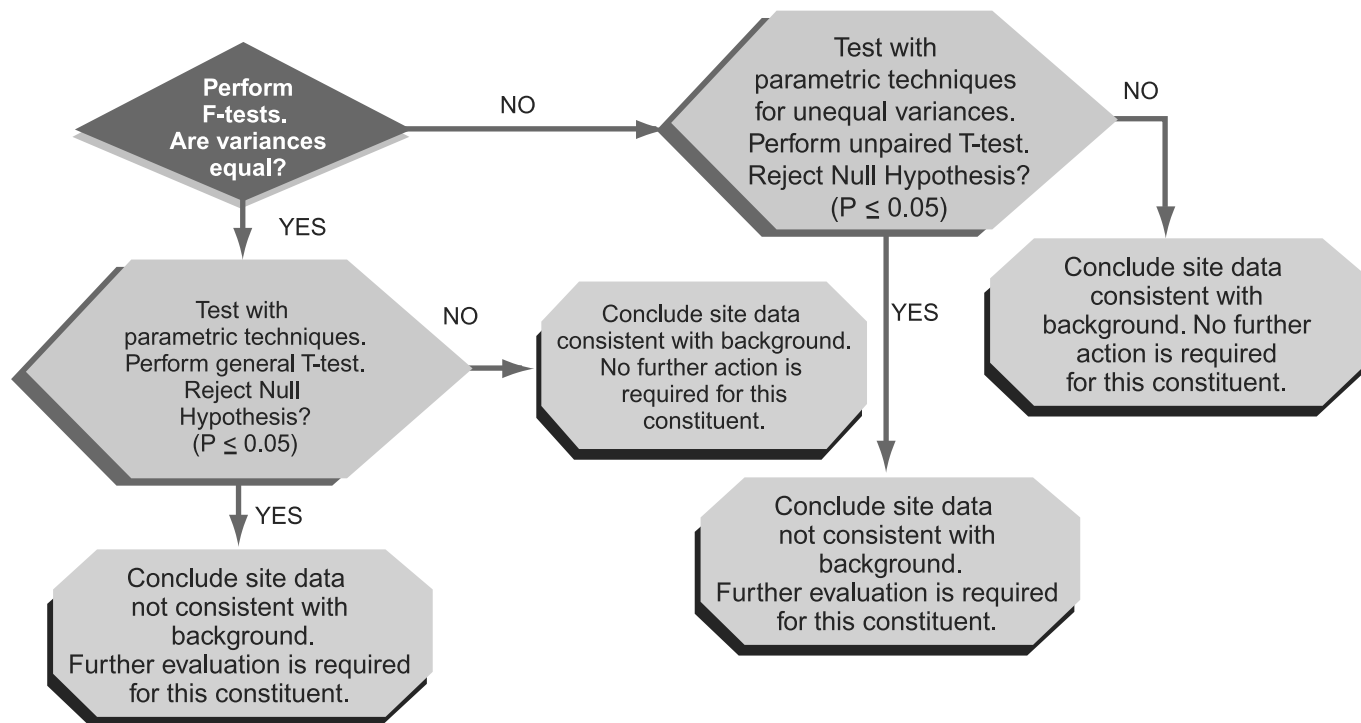 Perform
F-tests.
Are variances
equal?
NO
Test with
parametric techniques
for unequal variances.
Perform unpaired T-test.
Reject Null Hypothesis?
(P ≤ 0.05)
NO
YES
Test with
parametric techniques.
Perform general T-test.
Reject Null
Hypothesis?
(P ≤ 0.05)
NO
Conclude site data
consistent with background.
No further action is
required for this
constituent.
YES
Conclude site data
consistent with
background. No further
action is required
for this constituent.
YES
Conclude site data
not consistent with
background.
Further evaluation is required
for this constituent.
Conclude site data
not consistent with
background.
Further evaluation is required
for this constituent.